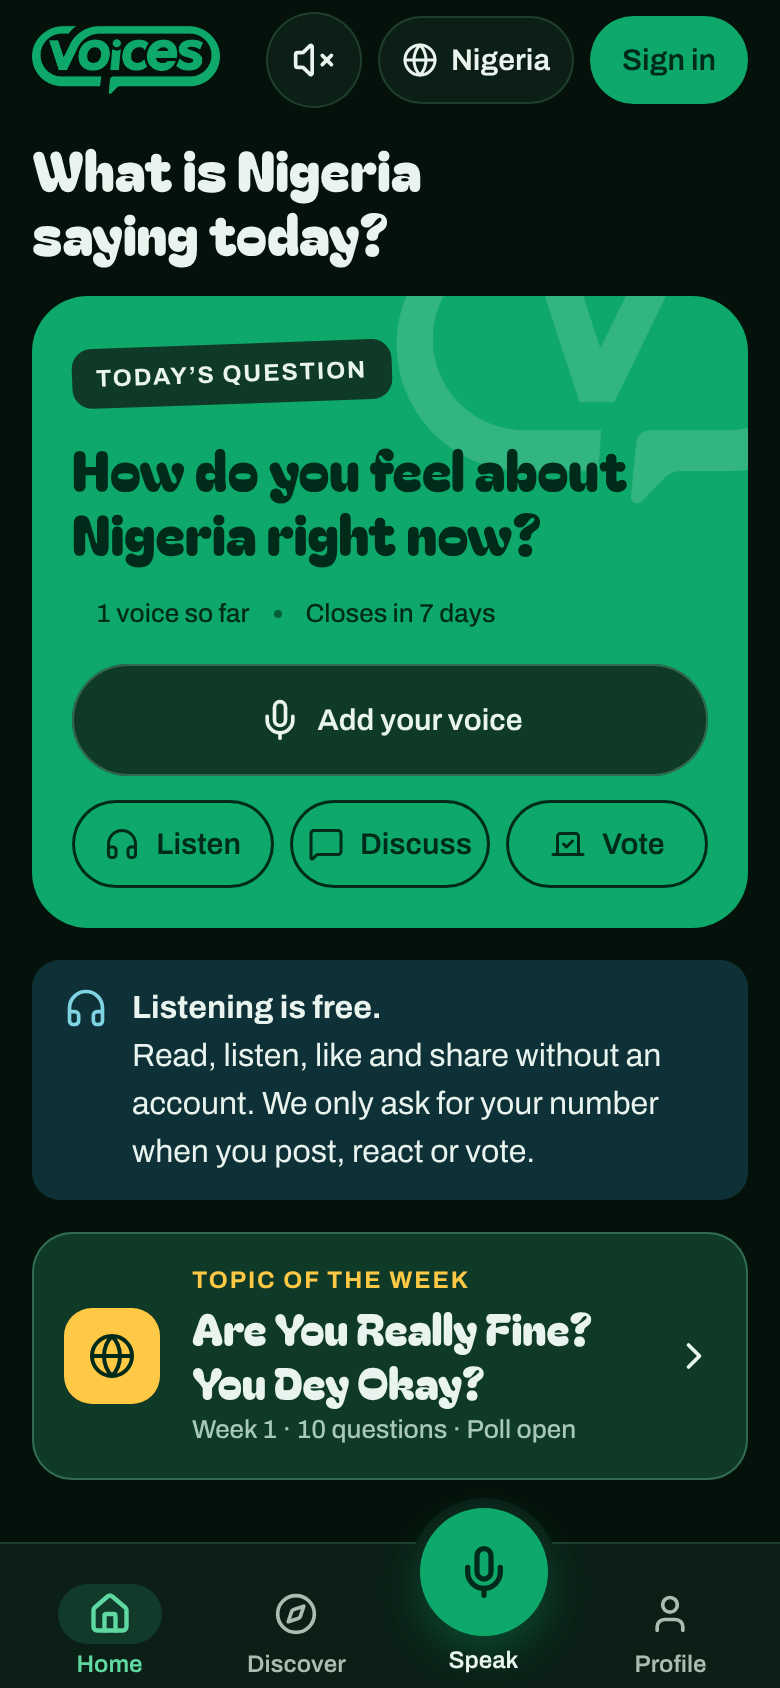 voices
Nigeria
Sign in
What is Nigeria
saying today?
TODAY’S QUESTION
How do you feel about
Nigeria right now?
1 voice so far • Closes in 7 days
Add your voice
Listen
Discuss
Vote
Listening is free.
Read, listen, like and share without an
account. We only ask for your number
when you post, react or vote.
TOPIC OF THE WEEK
Are You Really Fine?
You Dey Okay?
Week 1 · 10 questions · Poll open
Home
Discover
Speak
Profile